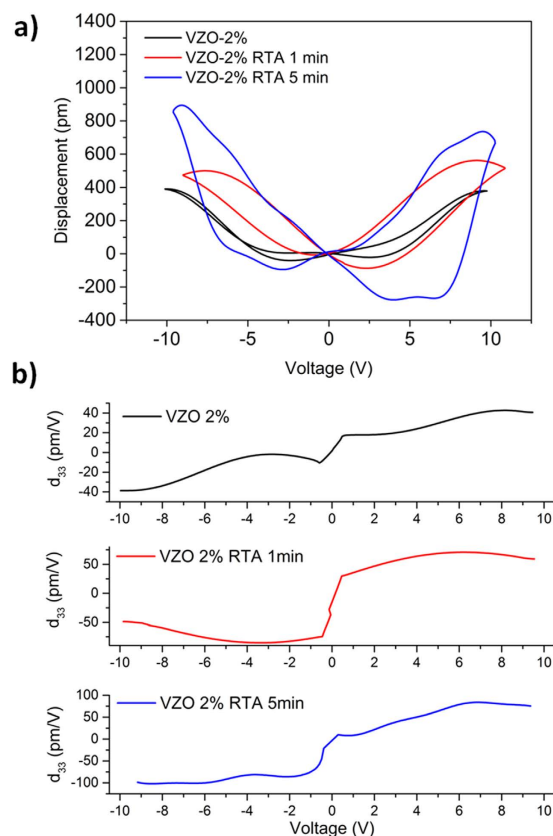 a)
1400
1200
1000
800
600
400
200
0
-200
-400
Displacement (pm)
VZO-2%
VZO-2% RTA 1 min
VZO-2% RTA 5 min
-10 -5 0 5 10
Voltage (V)
b)
40
20
0
-20
-40
d33 (pm/V)
VZO 2%
-10 -8 -6 -4 -2 0 2 4 6 8 10
50
0
-50
d33 (pm/V)
VZO 2% RTA 1min
-10 -8 -6 -4 -2 0 2 4 6 8 10
100
50
0
-50
-100
d33 (pm/V)
VZO 2% RTA 5min
-10 -8 -6 -4 -2 0 2 4 6 8 10
Voltage (V)